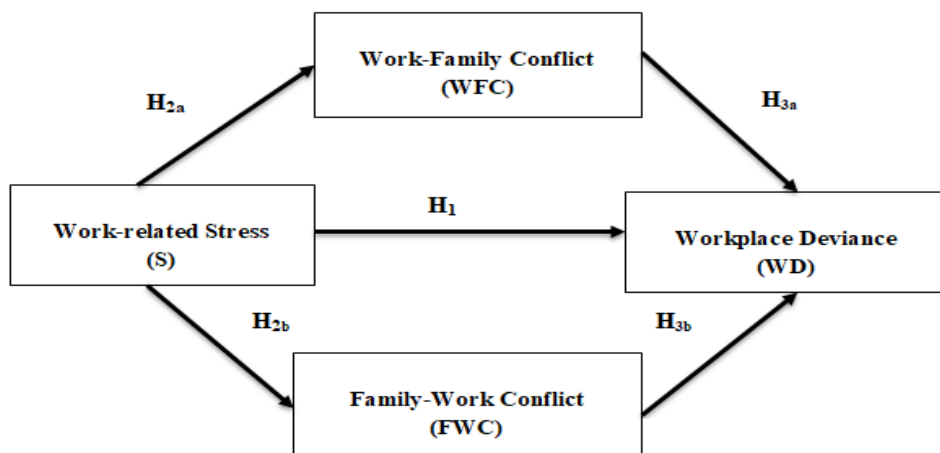 Work-Family Conflict
(WFC)
H2a
H3a
Work-related Stress
(S)
H1
Workplace Deviance
(WD)
H2b
H3b
Family-Work Conflict
(FWC)